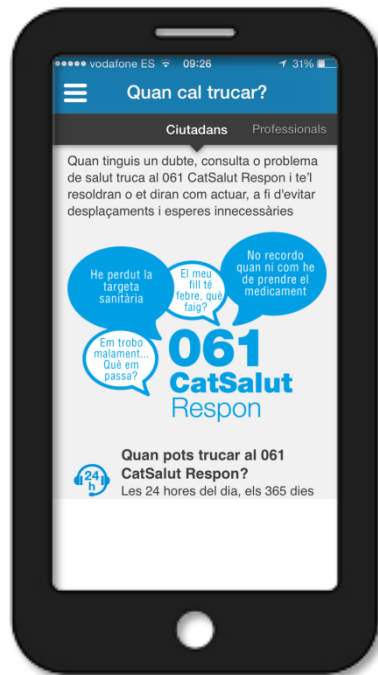 vodafone ES 09:26 31%
Quan cal trucar?
Ciutadans Professionals
Quan tinguis un dubte, consulta o problema
de salut truca al 061 CatSalut Respon i te'l
resoldran o et diran com actuar, a fi d'evitar
desplaçaments i esperes innecessàries
He perdut la
targeta
sanitària
El meu
fill té
febre, què
faig?
No recordo
quan ni com he
de prendre el
medicament
Em trobo
malament...
Què em
passa?
061
CatSalut
Respon
24
h
Quan pots trucar al 061
CatSalut Respon?
Les 24 hores del dia, els 365 dies